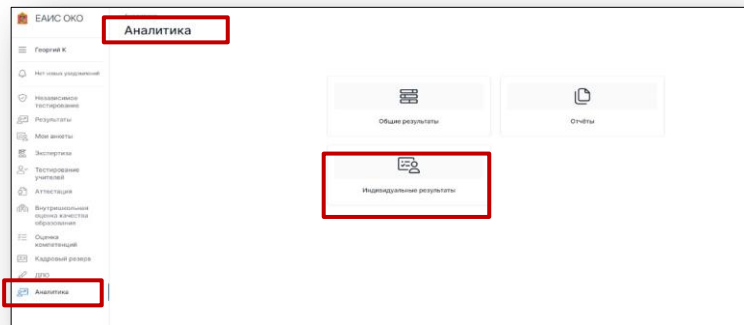 ЕАИС ОКО
Аналитика
Георгий К
Нет новых уведомлений
Независимое
тестирование
Результаты
Мои анкеты
Экспертиза
Тестирование
учителей
Аттестация
Внутришкольная
оценка качества
образования
Оценка
компетенций
Кадровый резерв
ДПО
Аналитика
Общие результаты
Отчёты
Индивидуальные результаты